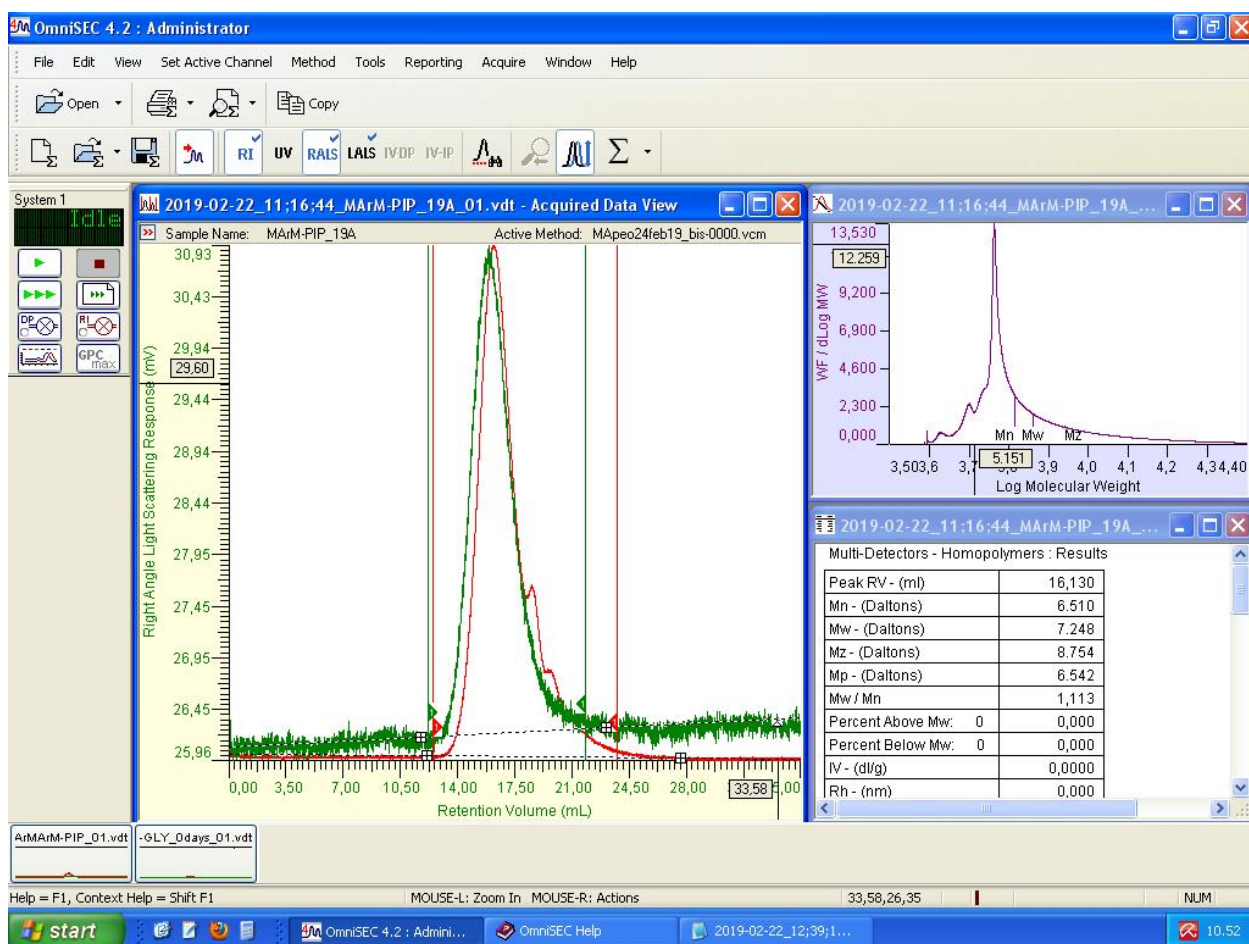 OmniSEC 4.2 : Administrator
File Edit View Set Active Channel Method Tools Reporting Acquire Window Help
Open Copy
RI UV RALS LALS IV-DP IV-IP
System 1
Idle
DP RI
GPC max
2019-02-22_11;16;44_MArM-PIP_19A_01.vdt - Acquired Data View
Sample Name: MArM-PIP_19A Active Method: MApeo24feb19_bis-0000.vcm
30,93
30,43
29,94
29,60
29,44
28,94
28,44
27,95
27,45
26,95
26,45
25,96
Right Angle Light Scattering Response (mV)
0,00 3,50 7,00 10,50 14,00 17,50 21,00 24,50 28,00 33,58 5,00
Retention Volume (mL)
2019-02-22_11;16;44_MArM-PIP_19A_...
13,530
12.259
9,200
6,900
4,600
2,300
0,000
WF / dLog MW
Mn Mw Mz
3,503,6 3,7 5.151 3,9 4,0 4,1 4,2 4,34,40
Log Molecular Weight
2019-02-22_11;16;44_MArM-PIP_19A_...
Multi-Detectors - Homopolymers : Results
Peak RV - (ml) 16,130
Mn - (Daltons) 6.510
Mw - (Daltons) 7.248
Mz - (Daltons) 8.754
Mp - (Daltons) 6.542
Mw / Mn 1,113
Percent Above Mw: 0 0,000
Percent Below Mw: 0 0,000
IV - (dl/g) 0,0000
Rh - (nm) 0,000
ArMArM-PIP_01.vdt -GLY_0days_01.vdt
Help = F1, Context Help = Shift F1 MOUSE-L: Zoom In MOUSE-R: Actions 33,58,26,35 NUM
start OmniSEC 4.2 : Admini... OmniSEC Help 2019-02-22_12;39;1... 10.52